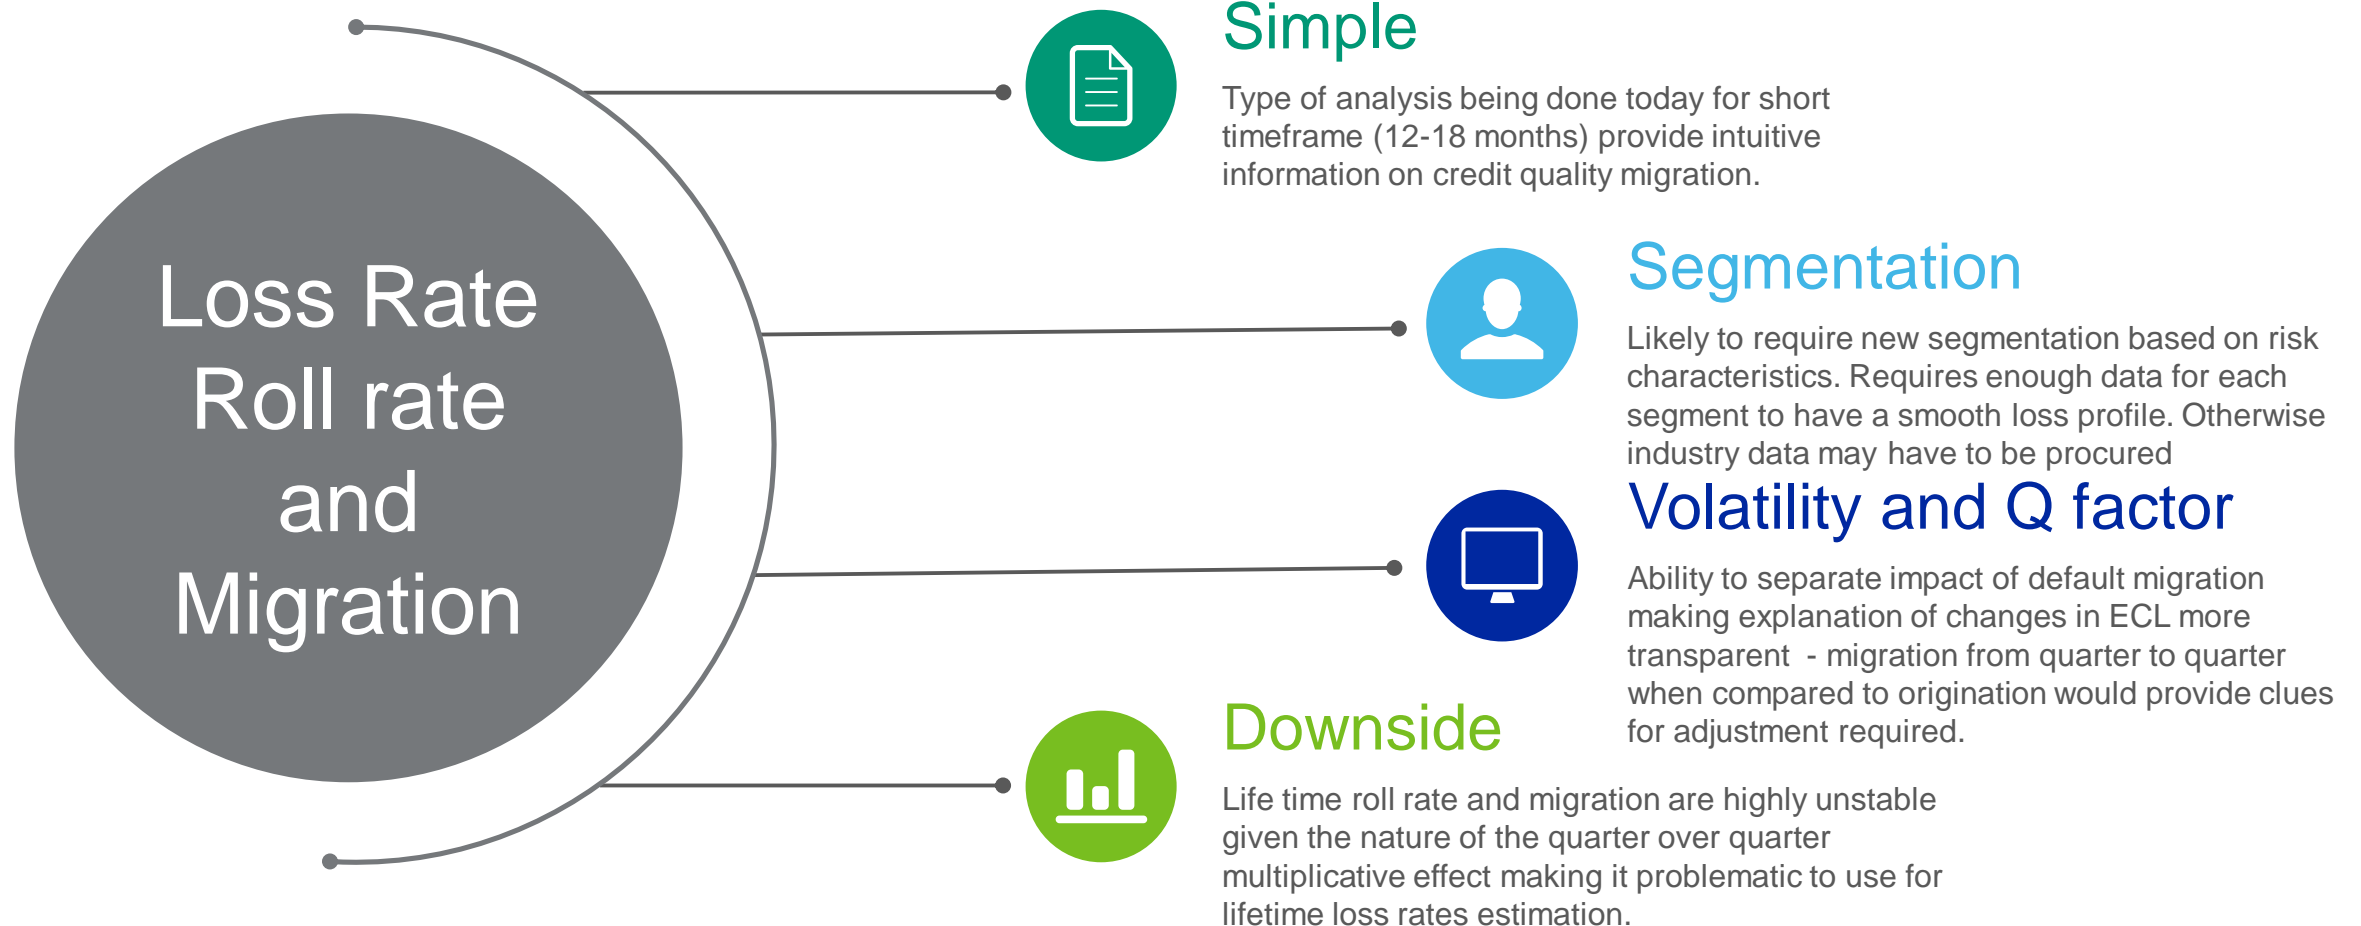 Loss Rate
Roll rate
and
Migration
Simple
Type of analysis being done today for short
timeframe (12-18 months) provide intuitive
information on credit quality migration.
Segmentation
Likely to require new segmentation based on risk
characteristics. Requires enough data for each
segment to have a smooth loss profile. Otherwise
industry data may have to be procured
Volatility and Q factor
Ability to separate impact of default migration
making explanation of changes in ECL more
transparent - migration from quarter to quarter
when compared to origination would provide clues
for adjustment required.
Downside
Life time roll rate and migration are highly unstable
given the nature of the quarter over quarter
multiplicative effect making it problematic to use for
lifetime loss rates estimation.